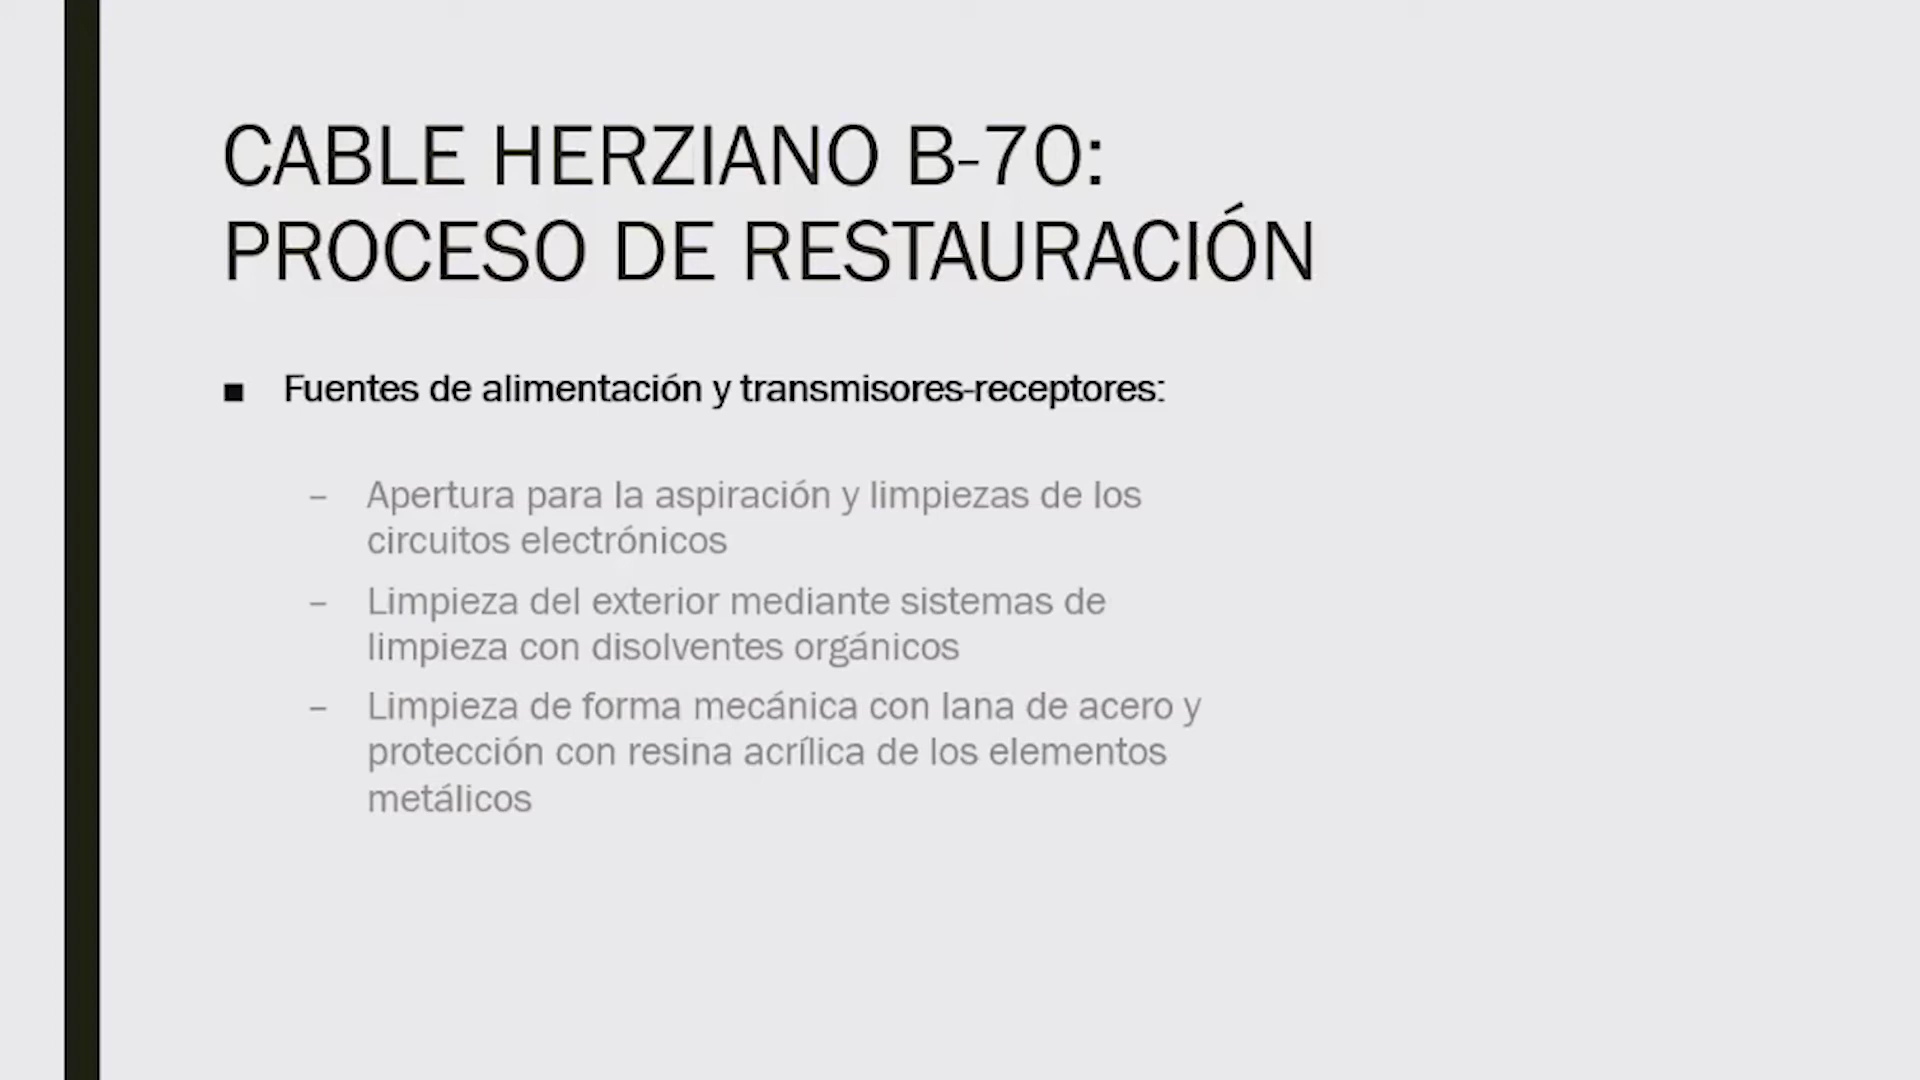 CABLE HERZIANO B-70:
PROCESO DE RESTAURACIÓN
■ Fuentes de alimentación y transmisores-receptores:
– Apertura para la aspiración y limpiezas de los
circuitos electrónicos
– Limpieza del exterior mediante sistemas de
limpieza con disolventes orgánicos
– Limpieza de forma mecánica con lana de acero y
protección con resina acrílica de los elementos
metálicos